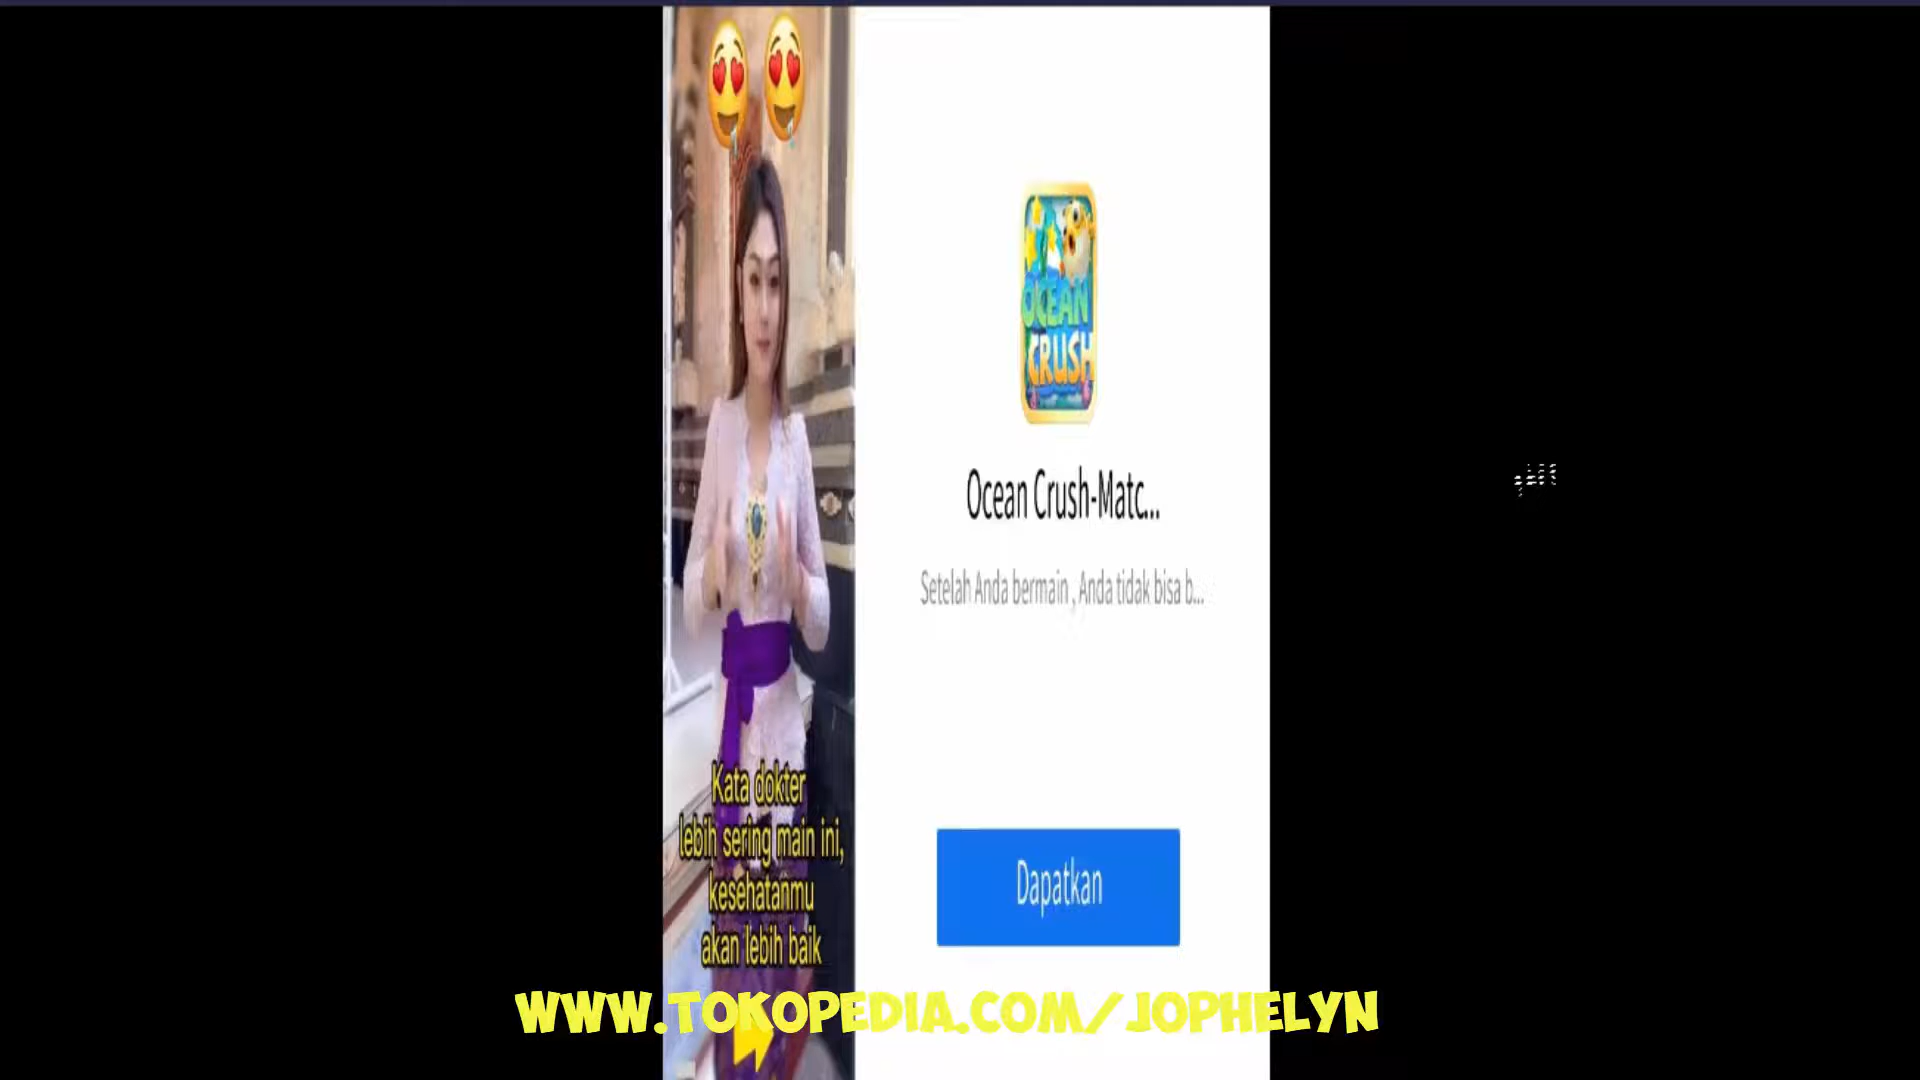 OCEAN
CRUSH
Ocean Crush-Matc...
Setelah Anda bermain , Anda tidak bisa b...
Dapatkan
Kata dokter
lebih sering main ini,
kesehatanmu
akan lebih baik
WWW.TOKOPEDIA.COM/JOPHELYN